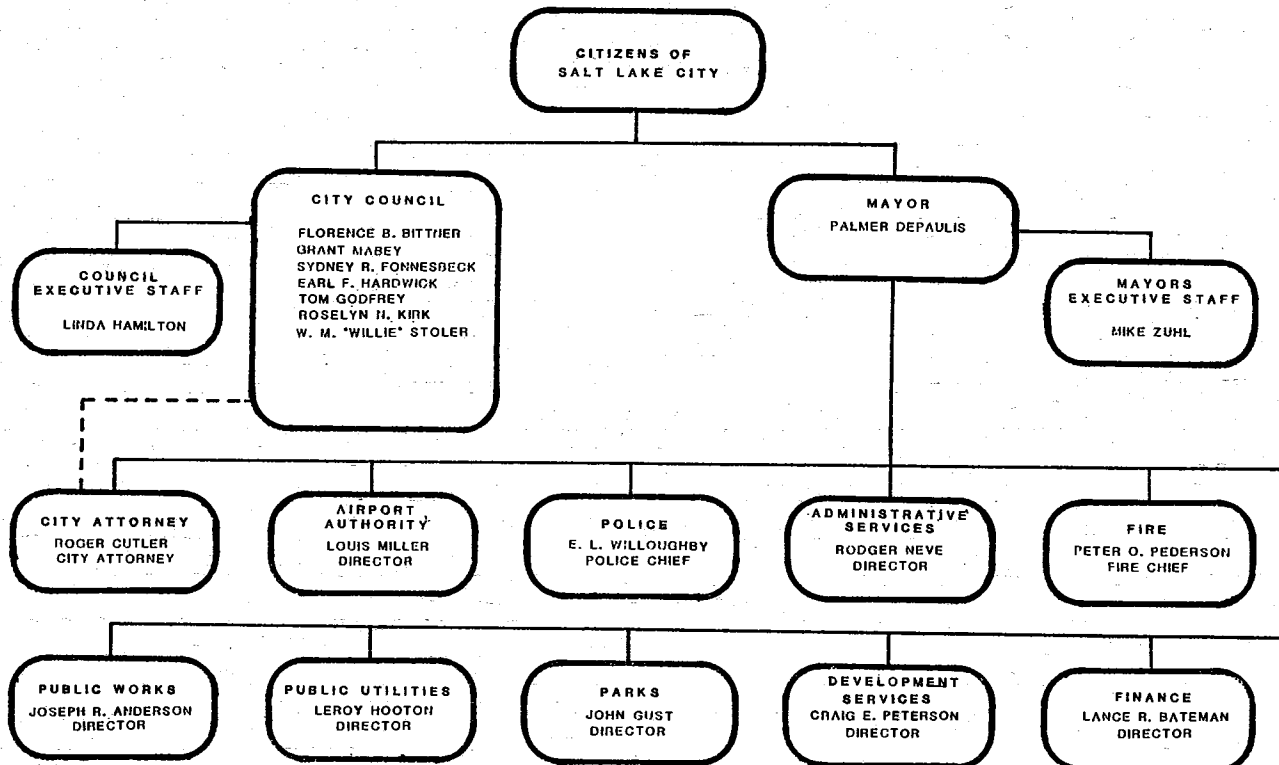 CITIZENS OF
SALT LAKE CITY
CITY COUNCIL
FLORENCE B. BITTNER
GRANT MABEY
SYDNEY R. FONNESBECK
EARL F. HARDWICK
TOM GODFREY
ROSELYN N. KIRK
W. M. "WILLIE" STOLER
MAYOR
PALMER DEPAULIS
COUNCIL
EXECUTIVE STAFF
LINDA HAMILTON
MAYORS
EXECUTIVE STAFF
MIKE ZUHL
CITY ATTORNEY
ROGER CUTLER
CITY ATTORNEY
AIRPORT
AUTHORITY
LOUIS MILLER
DIRECTOR
POLICE
E. L. WILLOUGHBY
POLICE CHIEF
ADMINISTRATIVE
SERVICES
RODGER NEVE
DIRECTOR
FIRE
PETER O. PEDERSON
FIRE CHIEF
PUBLIC WORKS
JOSEPH R. ANDERSON
DIRECTOR
PUBLIC UTILITIES
LEROY HOOTON
DIRECTOR
PARKS
JOHN GUST
DIRECTOR
DEVELOPMENT
SERVICES
CRAIG E. PETERSON
DIRECTOR
FINANCE
LANCE R. BATEMAN
DIRECTOR